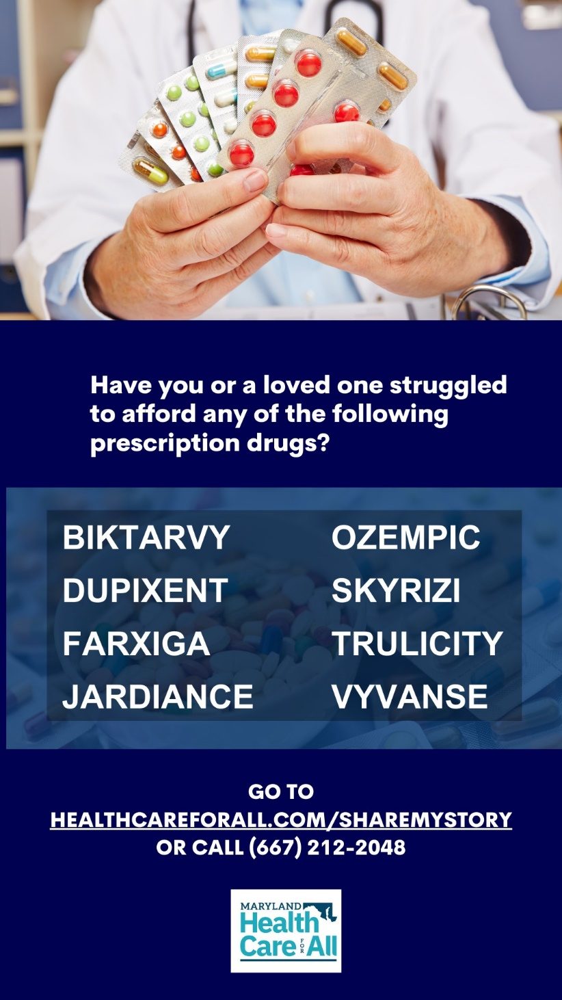 Have you or a loved one struggled
to afford any of the following
prescription drugs?
BIKTARVY
DUPIXENT
FARXIGA
JARDIANCE
OZEMPIC
SKYRIZI
TRULICITY
VYVANSE
GO TO
HEALTHCAREFORALL.COM/SHAREMYSTORY
OR CALL (667) 212-2048
MARYLAND
Health
Care FOR All